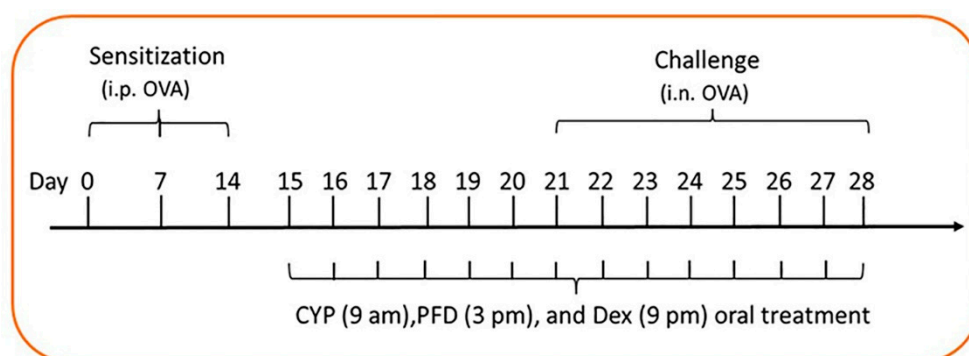 Sensitization
(i.p. OVA)
Challenge
(i.n. OVA)
Day 0 7 14 15 16 17 18 19 20 21 22 23 24 25 26 27 28
CYP (9 am),PFD (3 pm), and Dex (9 pm) oral treatment